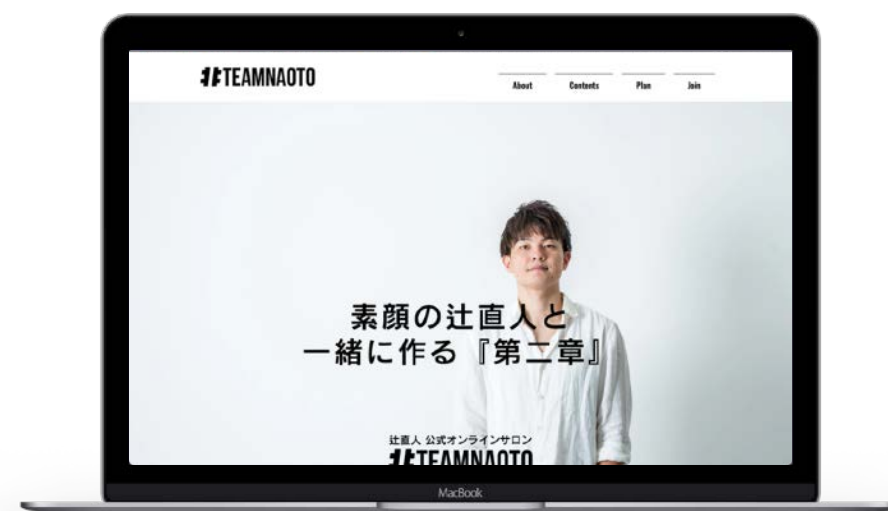 #TEAMNAOTO
About Contents Plan Join
素顔の辻直人と
一緒に作る『第二章』
辻直人 公式オンラインサロン
#TEAMNAOTO
MacBook